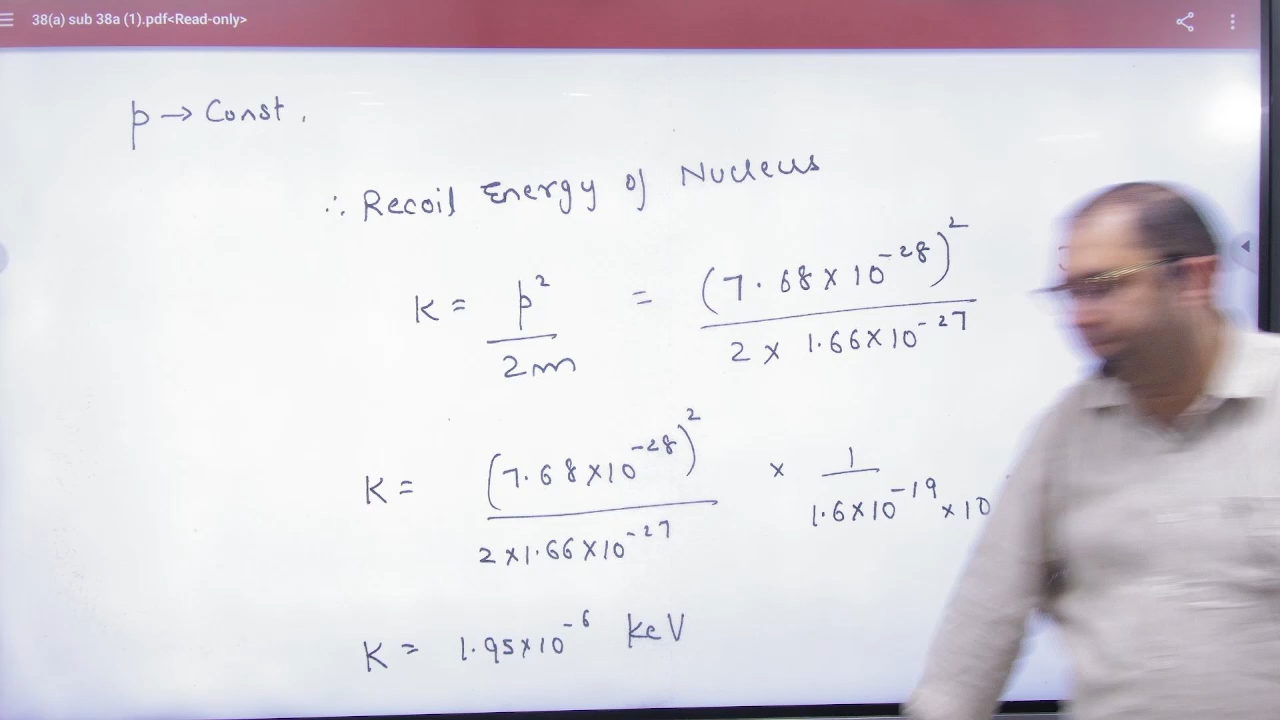 38(a) sub 38a (1).pdf<Read-only>
p → Const.
∴ Recoil Energy of Nucleus
K = p² / 2m = (7.68 × 10⁻²⁸)² / 2 × 1.66×10⁻²⁷
K = (7.68×10⁻²⁸)² / 2×1.66×10⁻²⁷ × 1 / 1.6×10⁻¹⁹ ×10
K = 1.95×10⁻⁶ keV